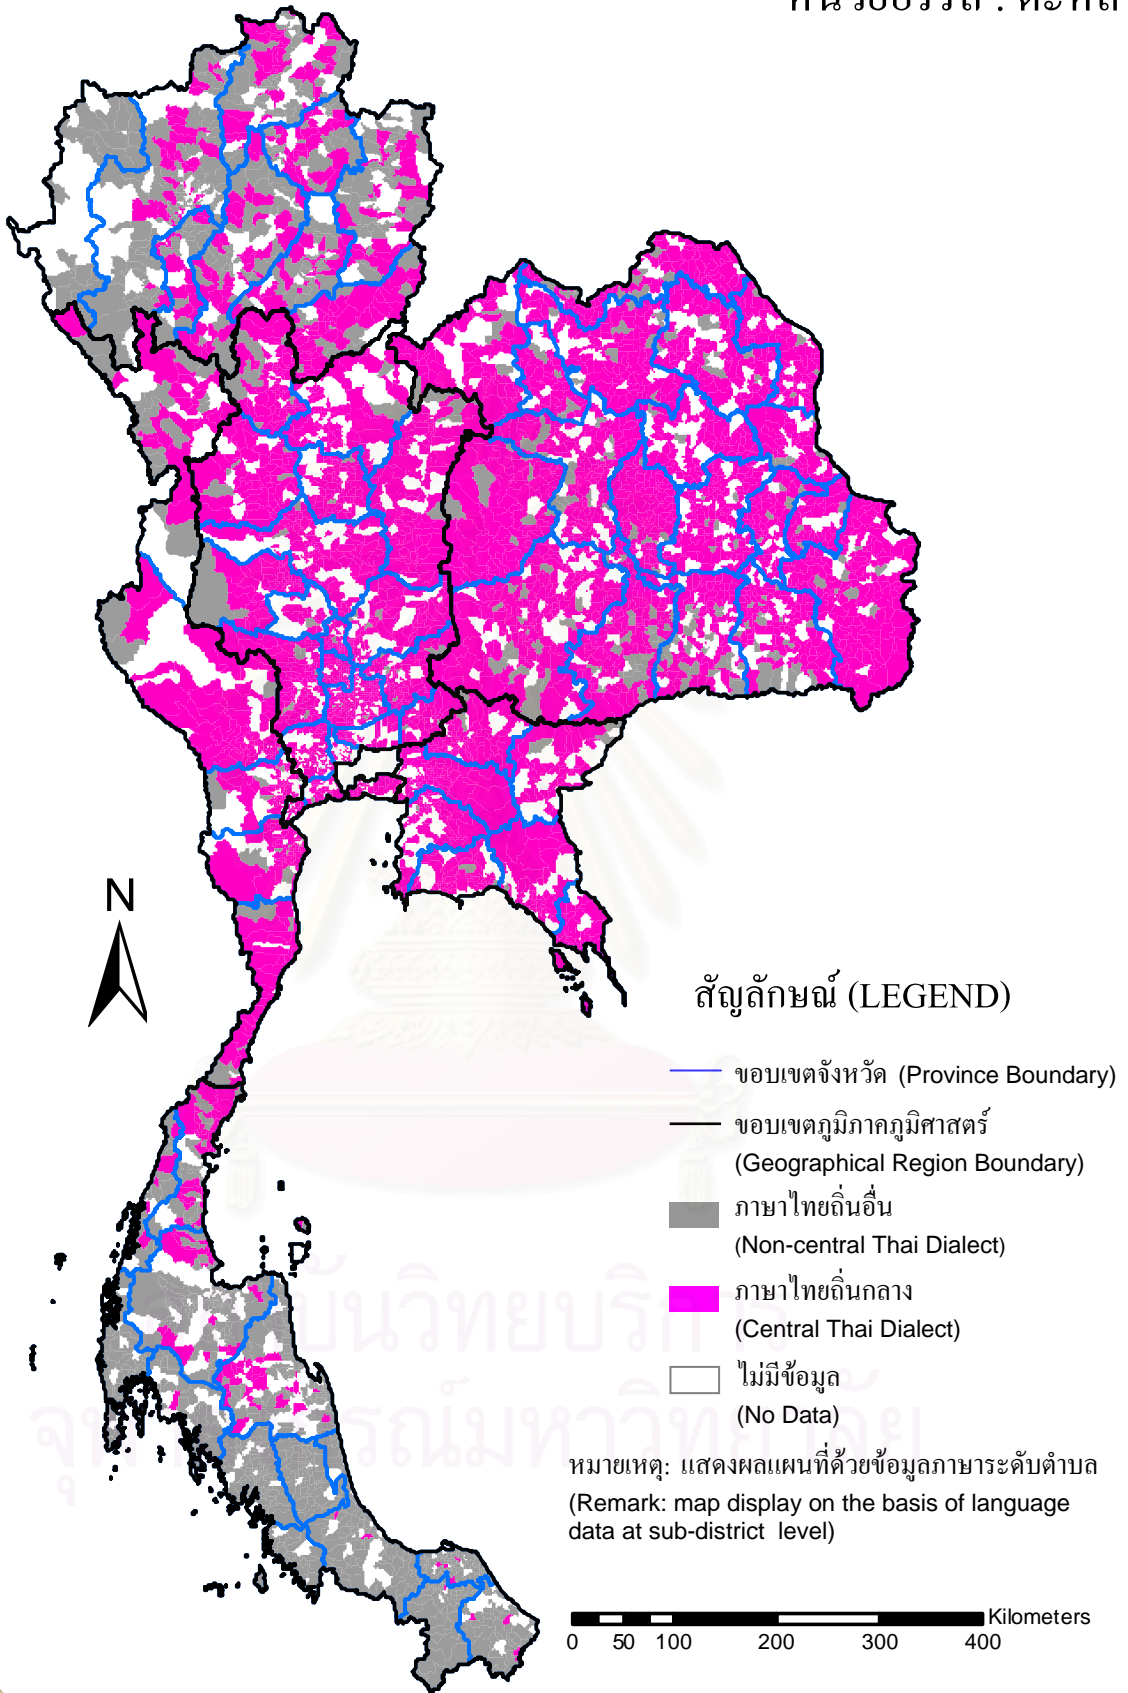 N
สัญลักษณ์ (LEGEND)
ขอบเขตจังหวัด (Province Boundary)
ขอบเขตภูมิภาคภูมิศาสตร์
(Geographical Region Boundary)
ภาษาไทยถิ่นอื่น
(Non-central Thai Dialect)
ภาษาไทยถิ่นกลาง
(Central Thai Dialect)
ไม่มีข้อมูล
(No Data)
หมายเหตุ: แสดงผลแผนที่ด้วยข้อมูลภาษาระดับตำบล
(Remark: map display on the basis of language
data at sub-district level)
Kilometers
0 50 100 200 300 400